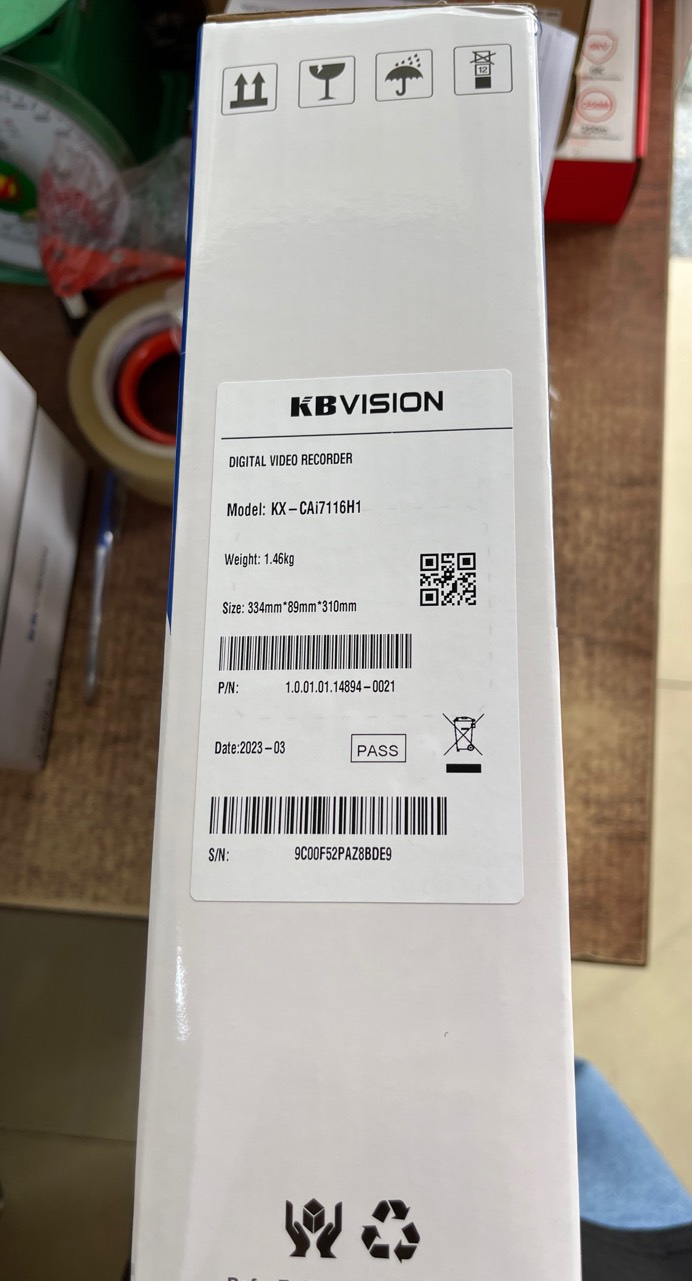 12
KBVISION
DIGITAL VIDEO RECORDER
Model: KX-CAi7116H1
Weight: 1.46kg
Size: 334mm*89mm*310mm
P/N: 1.0.01.01.14894-0021
Date:2023-03
PASS
S/N: 9C00F52PAZ8BDE9